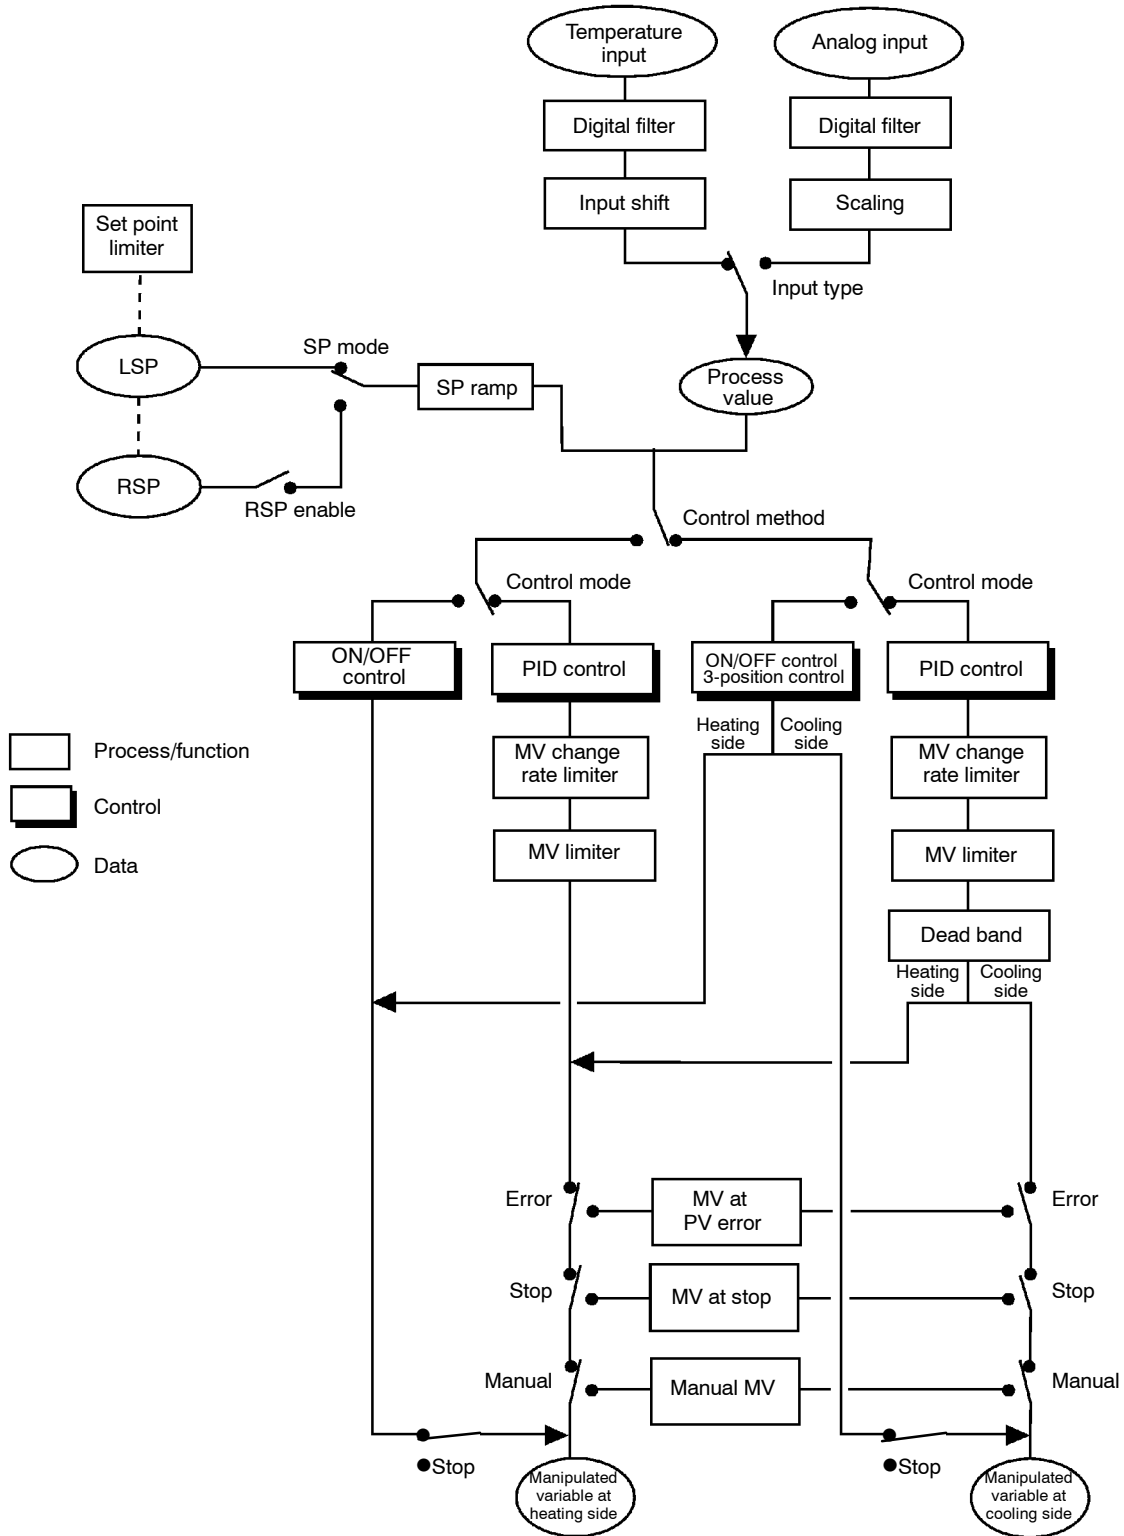 Temperature
input
Analog input
Digital filter
Digital filter
Input shift
Scaling
Set point
limiter
Input type
SP mode
LSP
SP ramp
Process
value
RSP
RSP enable
Control method
Control mode
Control mode
ON/OFF
control
PID control
ON/OFF control
3-position control
PID control
Heating
side
Cooling
side
Process/function
MV change
rate limiter
MV change
rate limiter
Control
MV limiter
MV limiter
Data
Dead band
Heating
side
Cooling
side
Error
MV at
PV error
Error
Stop
MV at stop
Stop
Manual
Manual MV
Manual
Stop
Stop
Manipulated
variable at
heating side
Manipulated
variable at
cooling side